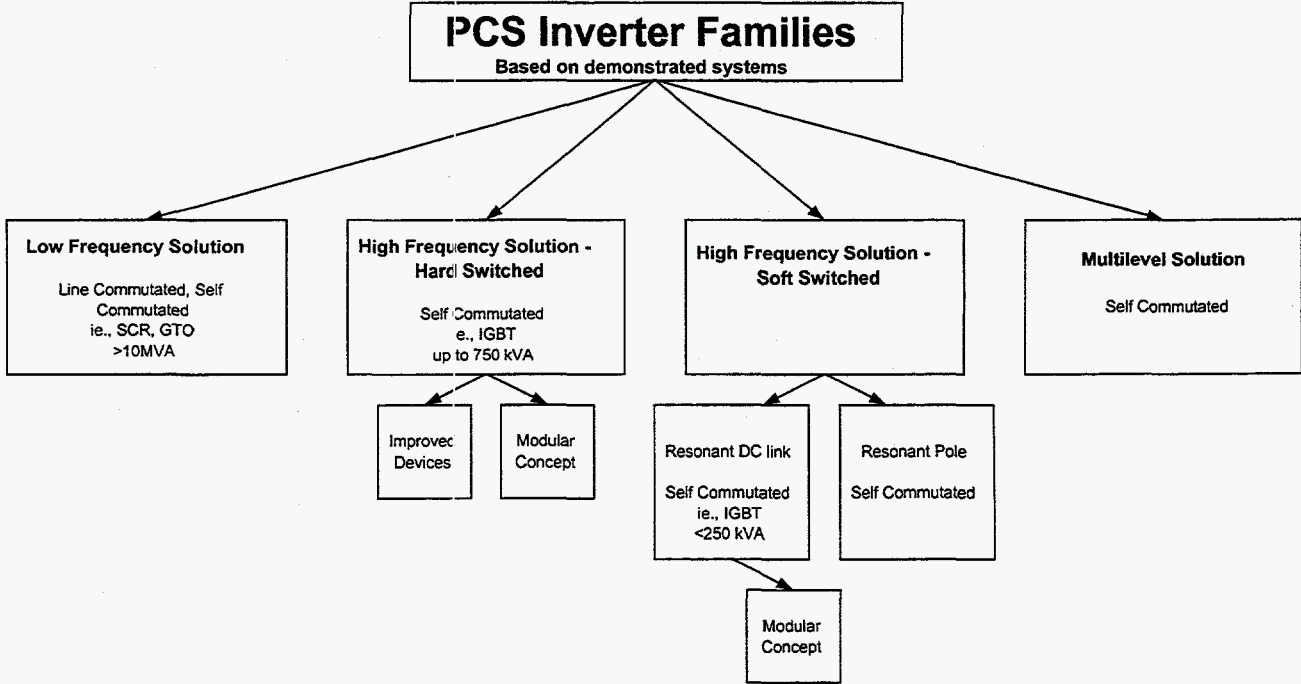 PCS Inverter Families
Based on demonstrated systems
Low Frequency Solution
Line Commutated, Self
Commutated
ie., SCR, GTO
>10MVA
High Frequency Solution -
Hard Switched
Self Commutated
e., IGBT
up to 750 kVA
High Frequency Solution -
Soft Switched
Multilevel Solution
Self Commutated
Improved
Devices
Modular
Concept
Resonant DC link
Self Commutated
ie., IGBT
<250 kVA
Resonant Pole
Self Commutated
Modular
Concept